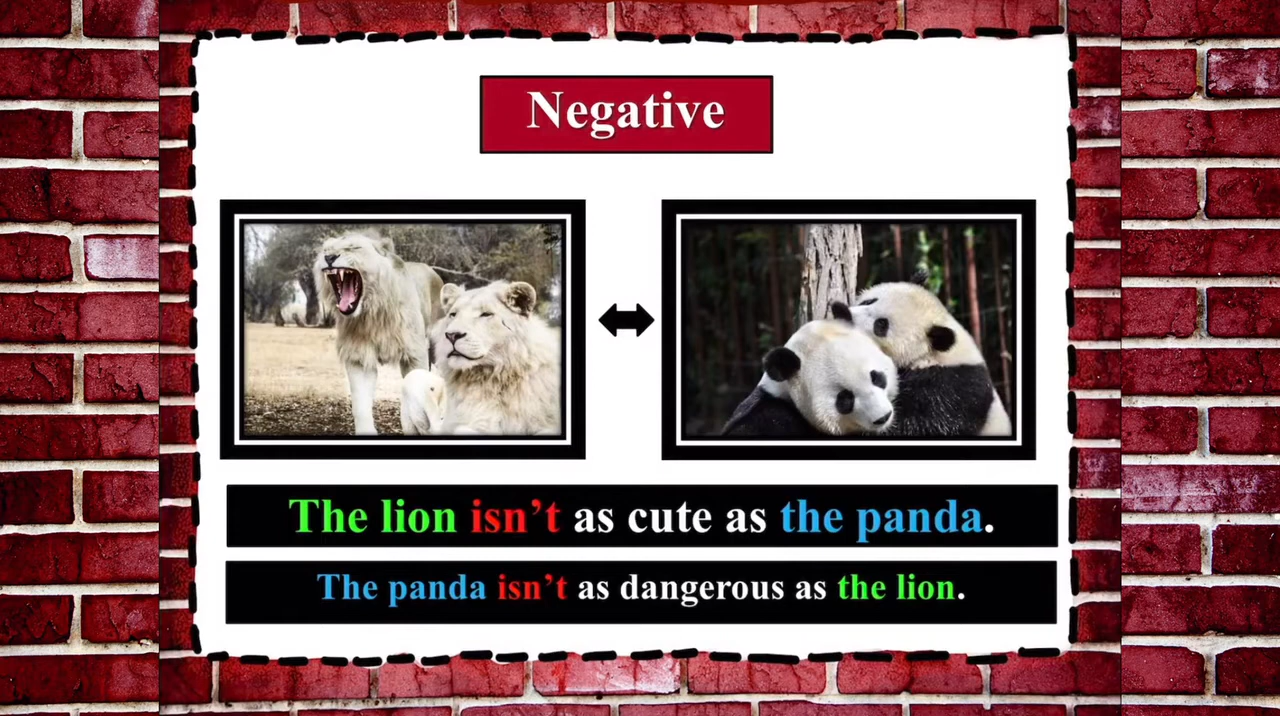 Negative
The lion isn’t as cute as the panda.
The panda isn’t as dangerous as the lion.